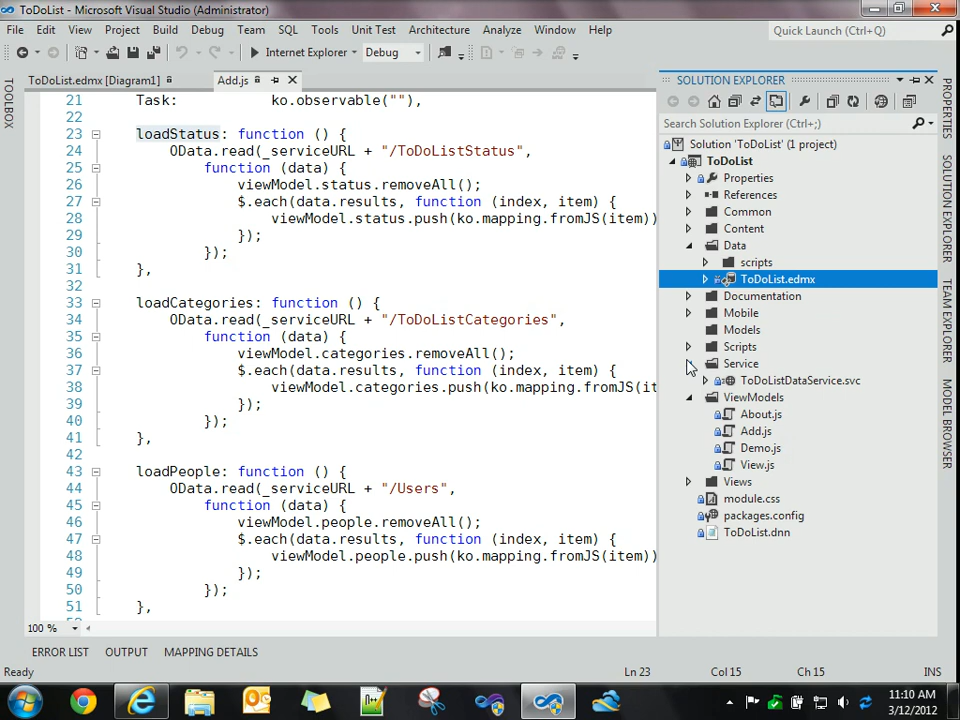 ToDoList - Microsoft Visual Studio (Administrator)
File Edit View Project Build Debug Team SQL Tools Unit Test Architecture Analyze Window Help
Quick Launch (Ctrl+Q)
Internet Explorer Debug
TOOLBOX
ToDoList.edmx [Diagram1] Add.js
21 Task: ko.observable(""),
22
23 loadStatus: function () {
24 OData.read(_serviceURL + "/ToDoListStatus",
25 function (data) {
26 viewModel.status.removeAll();
27 $.each(data.results, function (index, item) {
28 viewModel.status.push(ko.mapping.fromJS(item))
29 });
30 });
31 },
32
33 loadCategories: function () {
34 OData.read(_serviceURL + "/ToDoListCategories",
35 function (data) {
36 viewModel.categories.removeAll();
37 $.each(data.results, function (index, item) {
38 viewModel.categories.push(ko.mapping.fromJS(it
39 });
40 });
41 },
42
43 loadPeople: function () {
44 OData.read(_serviceURL + "/Users",
45 function (data) {
46 viewModel.people.removeAll();
47 $.each(data.results, function (index, item) {
48 viewModel.people.push(ko.mapping.fromJS(item))
49 });
50 });
51 },
100 %
SOLUTION EXPLORER
Search Solution Explorer (Ctrl+;)
Solution 'ToDoList' (1 project)
ToDoList
Properties
References
Common
Content
Data
scripts
ToDoList.edmx
Documentation
Mobile
Models
Scripts
Service
ToDoListDataService.svc
ViewModels
About.js
Add.js
Demo.js
View.js
Views
module.css
packages.config
ToDoList.dnn
PROPERTIES
SOLUTION EXPLORER
TEAM EXPLORER
MODEL BROWSER
ERROR LIST OUTPUT MAPPING DETAILS
Ready Ln 23 Col 15 Ch 15 INS
11:10 AM
3/12/2012